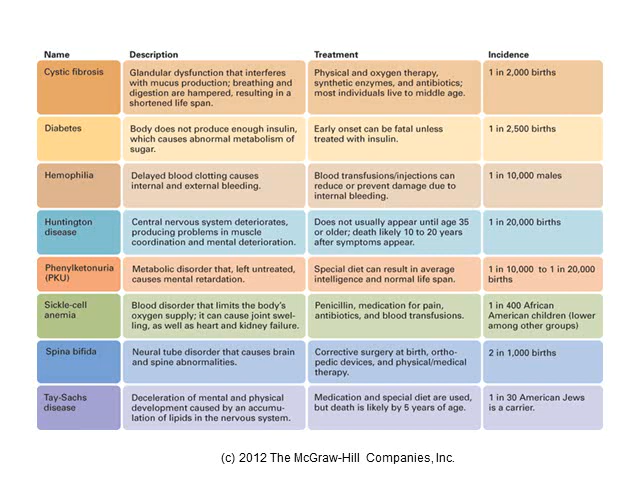 Name Description Treatment Incidence
Cystic fibrosis
Glandular dysfunction that interferes
with mucus production; breathing and
digestion are hampered, resulting in a
shortened life span.
Physical and oxygen therapy,
synthetic enzymes, and antibiotics;
most individuals live to middle age.
1 in 2,000 births
Diabetes
Body does not produce enough insulin,
which causes abnormal metabolism of
sugar.
Early onset can be fatal unless
treated with insulin.
1 in 2,500 births
Hemophilia
Delayed blood clotting causes
internal and external bleeding.
Blood transfusions/injections can
reduce or prevent damage due to
internal bleeding.
1 in 10,000 males
Huntington
disease
Central nervous system deteriorates,
producing problems in muscle
coordination and mental deterioration.
Does not usually appear until age 35
or older; death likely 10 to 20 years
after symptoms appear.
1 in 20,000 births
Phenylketonuria
(PKU)
Metabolic disorder that, left untreated,
causes mental retardation.
Special diet can result in average
intelligence and normal life span.
1 in 10,000 to 1 in 20,000
births
Sickle-cell
anemia
Blood disorder that limits the body's
oxygen supply; it can cause joint swel-
ling, as well as heart and kidney failure.
Penicillin, medication for pain,
antibiotics, and blood transfusions.
1 in 400 African
American children (lower
among other groups)
Spina bifida
Neural tube disorder that causes brain
and spine abnormalities.
Corrective surgery at birth, ortho-
pedic devices, and physical/medical
therapy.
2 in 1,000 births
Tay-Sachs
disease
Deceleration of mental and physical
development caused by an accumu-
lation of lipids in the nervous system.
Medication and special diet are used,
but death is likely by 5 years of age.
1 in 30 American Jews
is a carrier.
(c) 2012 The McGraw-Hill Companies, Inc.